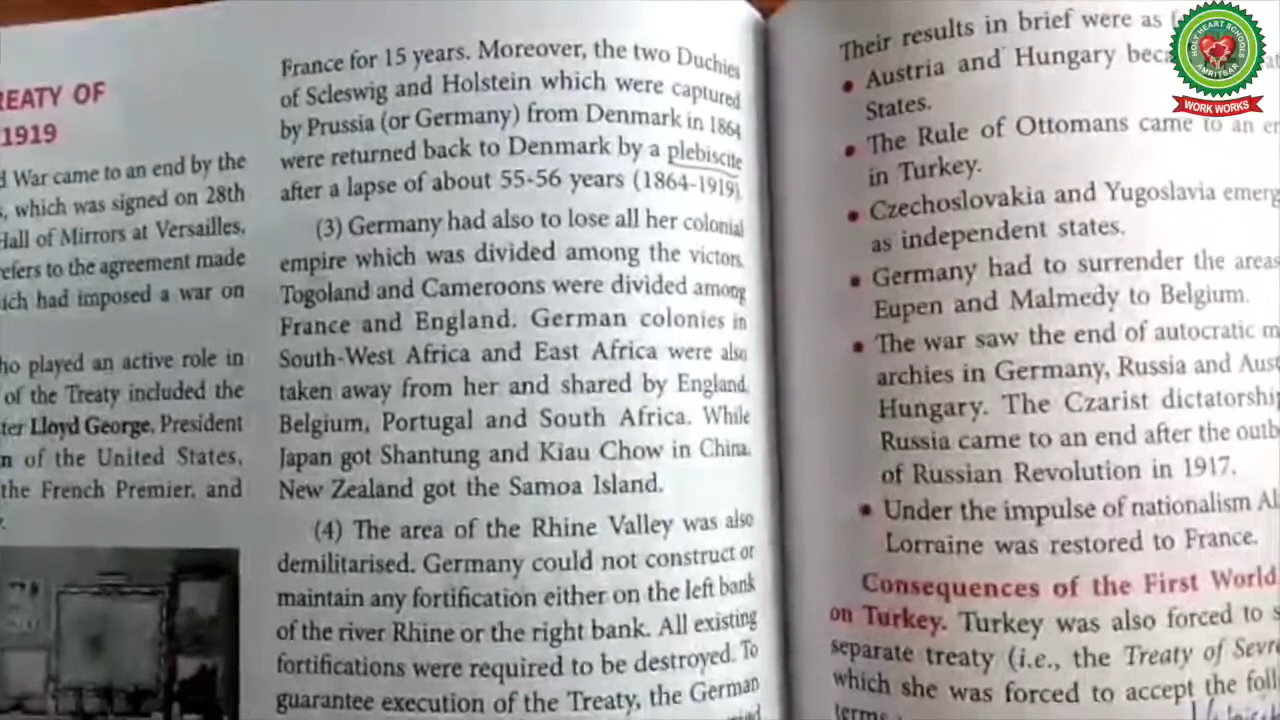 REATY OF
1919
d War came to an end by the
s, which was signed on 28th
Hall of Mirrors at Versailles,
refers to the agreement made
ich had imposed a war on
ho played an active role in
of the Treaty included the
ter Lloyd George, President
n of the United States,
the French Premier, and
France for 15 years. Moreover, the two Duchies
of Scleswig and Holstein which were captured
by Prussia (or Germany) from Denmark in 1864
were returned back to Denmark by a plebiscite
after a lapse of about 55-56 years (1864-1919).
(3) Germany had also to lose all her colonial
empire which was divided among the victors.
Togoland and Cameroons were divided among
France and England. German colonies in
South-West Africa and East Africa were also
taken away from her and shared by England,
Belgium, Portugal and South Africa. While
Japan got Shantung and Kiau Chow in China.
New Zealand got the Samoa Island.
(4) The area of the Rhine Valley was also
demilitarised. Germany could not construct or
maintain any fortification either on the left bank
of the river Rhine or the right bank. All existing
fortifications were required to be destroyed. To
guarantee execution of the Treaty, the German
Their results in brief were as
• Austria and Hungary beca
States.
• The Rule of Ottomans came to an en
in Turkey.
• Czechoslovakia and Yugoslavia emerg
as independent states.
• Germany had to surrender the areas
Eupen and Malmedy to Belgium.
• The war saw the end of autocratic m
archies in Germany, Russia and Aus
Hungary. The Czarist dictatorship
Russia came to an end after the outb
of Russian Revolution in 1917.
• Under the impulse of nationalism Al
Lorraine was restored to France.
Consequences of the First World
on Turkey. Turkey was also forced to s
separate treaty (i.e., the Treaty of Sevr
which she was forced to accept the foll
terms
HOLY HEART SCHOOLS
AMRITSAR
WORK WORKS